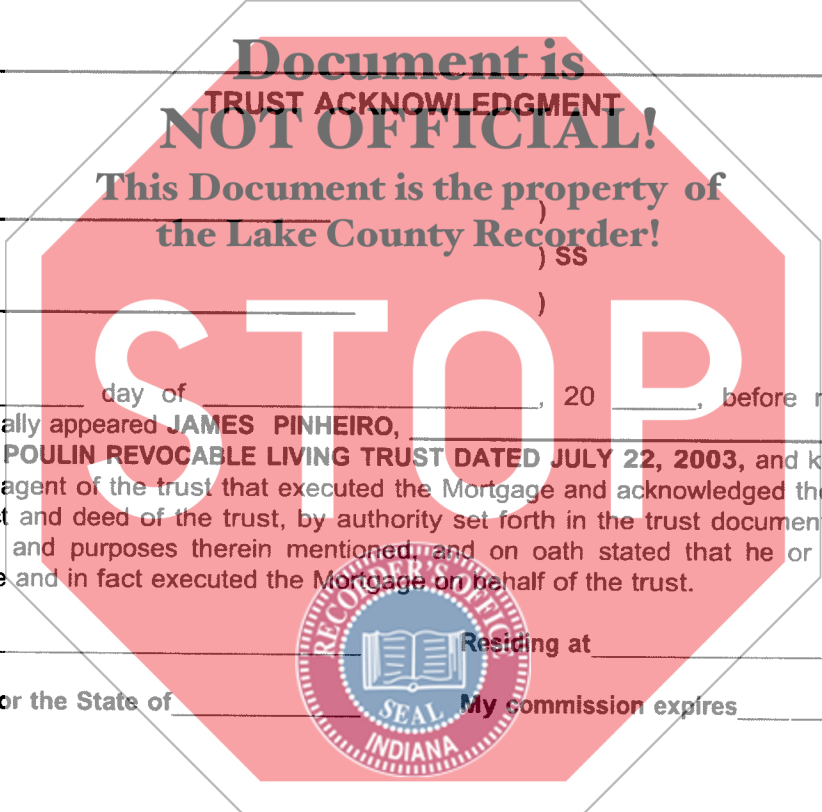 Document is
TRUST ACKNOWLEDGMENT
NOT OFFICIAL!
This Document is the property of
)
the Lake County Recorder!
) SS
)
STOP
day of , 20 , before
ally appeared JAMES PINHEIRO,
POULIN REVOCABLE LIVING TRUST DATED JULY 22, 2003, and k
agent of the trust that executed the Mortgage and acknowledged th
t and deed of the trust, by authority set forth in the trust documen
and purposes therein mentioned, and on oath stated that he or
e and in fact executed the Mortgage on behalf of the trust.
RECORDER'S OFFICE
Residing at
or the State of
SEAL
My commission expires
INDIANA